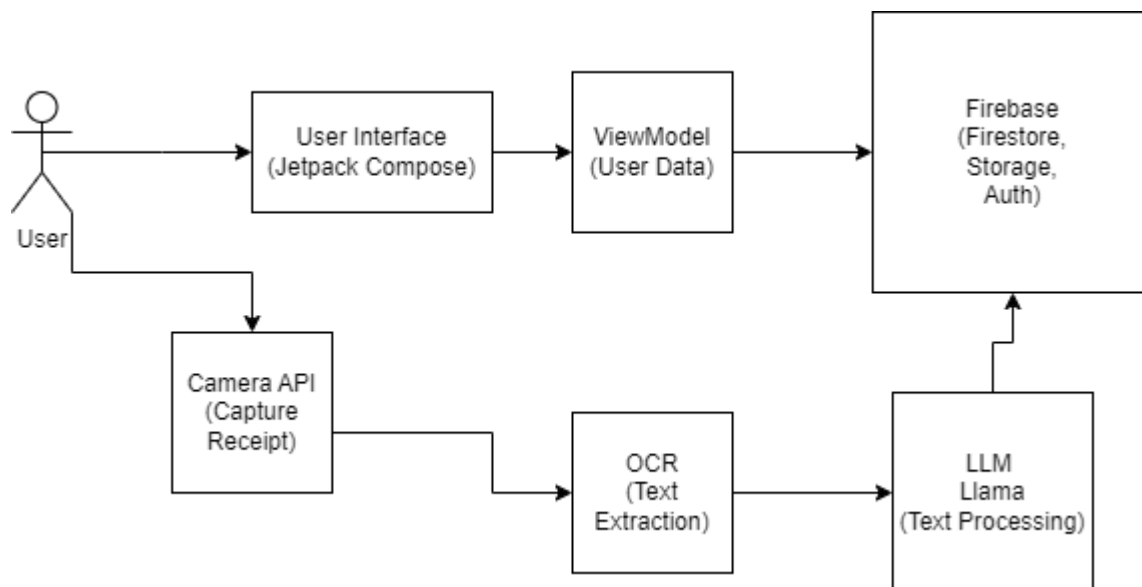 User
User Interface
(Jetpack Compose)
ViewModel
(User Data)
Firebase
(Firestore,
Storage,
Auth)
Camera API
(Capture
Receipt)
OCR
(Text
Extraction)
LLM
Llama
(Text Processing)